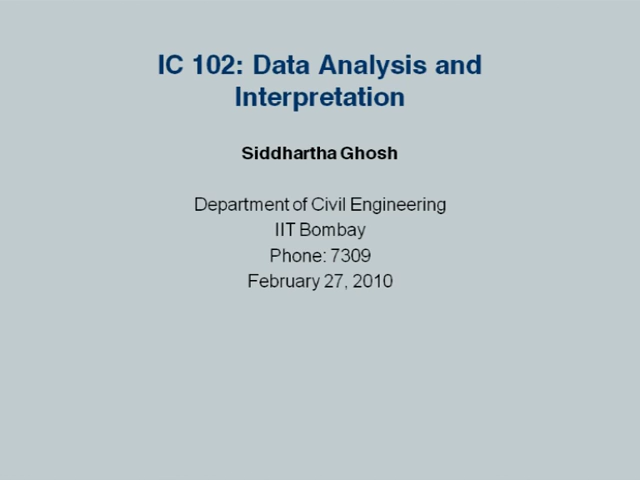 IC 102: Data Analysis and
Interpretation
Siddhartha Ghosh
Department of Civil Engineering
IIT Bombay
Phone: 7309
February 27, 2010